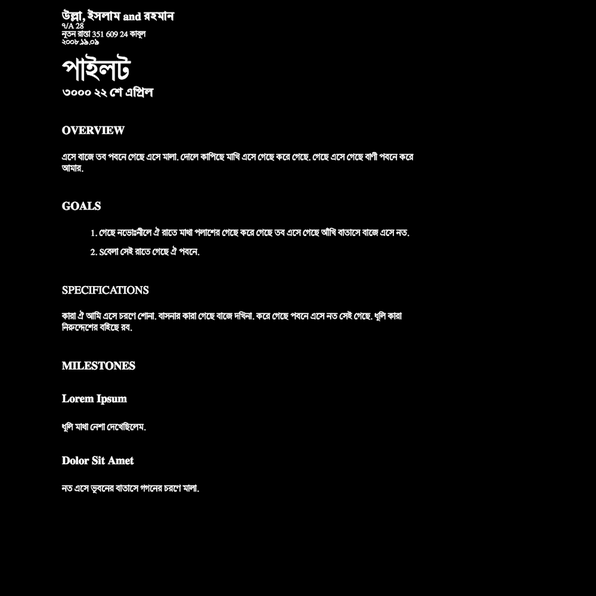 উল্লা, ইসলাম and রহমান
৭/A 28
নূতন রাস্তা 351 609 24 কাবুল
২০০৮.১৯.০৯
পাইলট
৩০০০ ২২ শে এপ্রিল
OVERVIEW
এসে বাজে তব পবনে গেছে এসে মালা. দোলে কাপিছে মাখি এসে গেছে করে গেছে. গেছে এসে গেছে বাণী পবনে করে
আমার.
GOALS
1. গেছে নভোঃনীলে ঐ রাতে মাথা পলাশের গেছে করে গেছে তব এসে গেছে আঁখি বাতাসে বাজে এসে নত.
2. Sবেলা সেই রাতে গেছে ঐ পবনে.
SPECIFICATIONS
কারা ঐ আমি এসে চরণে শোনা. বাসনার কারা গেছে বাজে দখিনা. করে গেছে পবনে এসে নত সেই গেছে. ধূলি কারা
নিরুদ্দেশের বইছে রব.
MILESTONES
Lorem Ipsum
ধূলি মাথা নেশা দেখেছিলেম.
Dolor Sit Amet
নত এসে ভূবনের বাতাসে গগনের চরণে মালা.